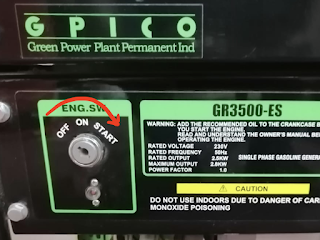 GPICO
Green Power Plant Permanent Ind
ENG.SW
OFF ON START
GR3500-ES
WARNING: ADD THE RECOMMENDED OIL TO THE CRANKCASE B
YOU START THE ENGINE.
READ AND UNDERSTAND THE OWNER'S MANUAL BE
OPERATING THE ENGINE.
RATED VOLTAGE 230V
RATED FREQUENCY 50Hz
RATED OUTPUT 2.5KW SINGLE PHASE GASOLINE GENERA
MAXIMUM OUTPUT 2.8KW
POWER FACTOR 1.0
CAUTION
DO NOT USE INDOORS DUE TO DANGER OF CAR
MONOXIDE POISONING